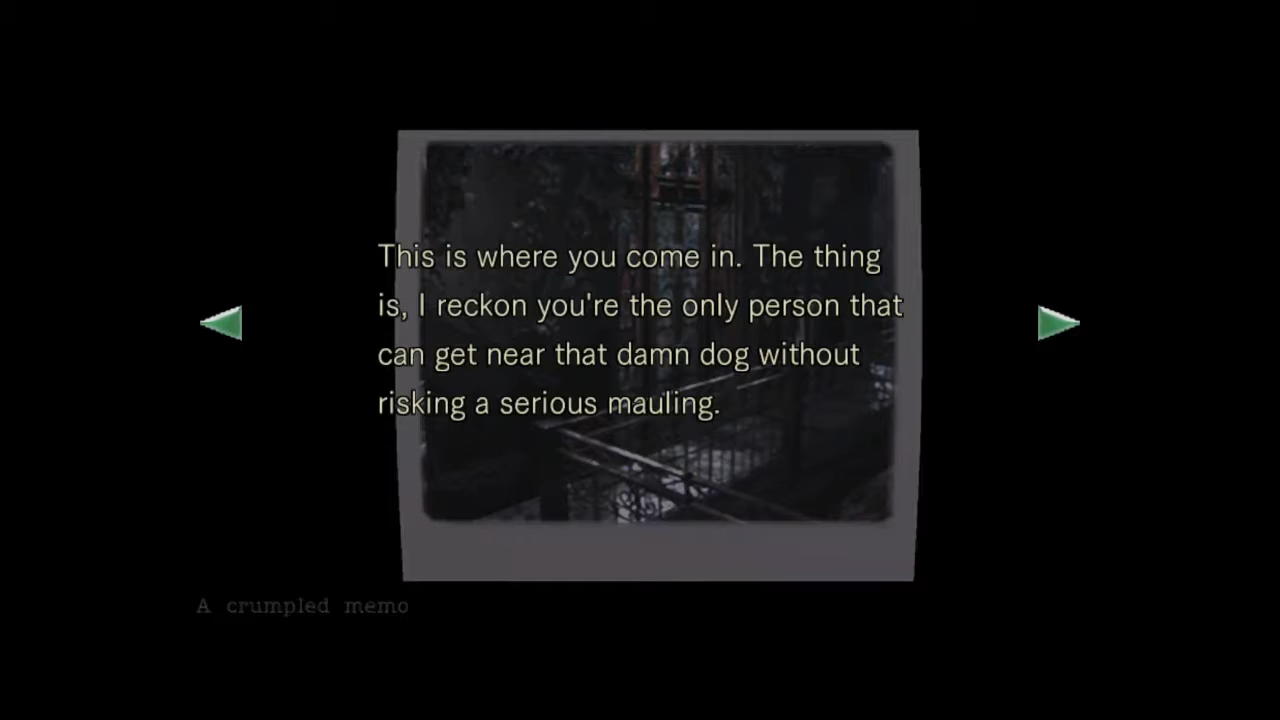 This is where you come in. The thing
is, I reckon you're the only person that
can get near that damn dog without
risking a serious mauling.
A crumpled memo